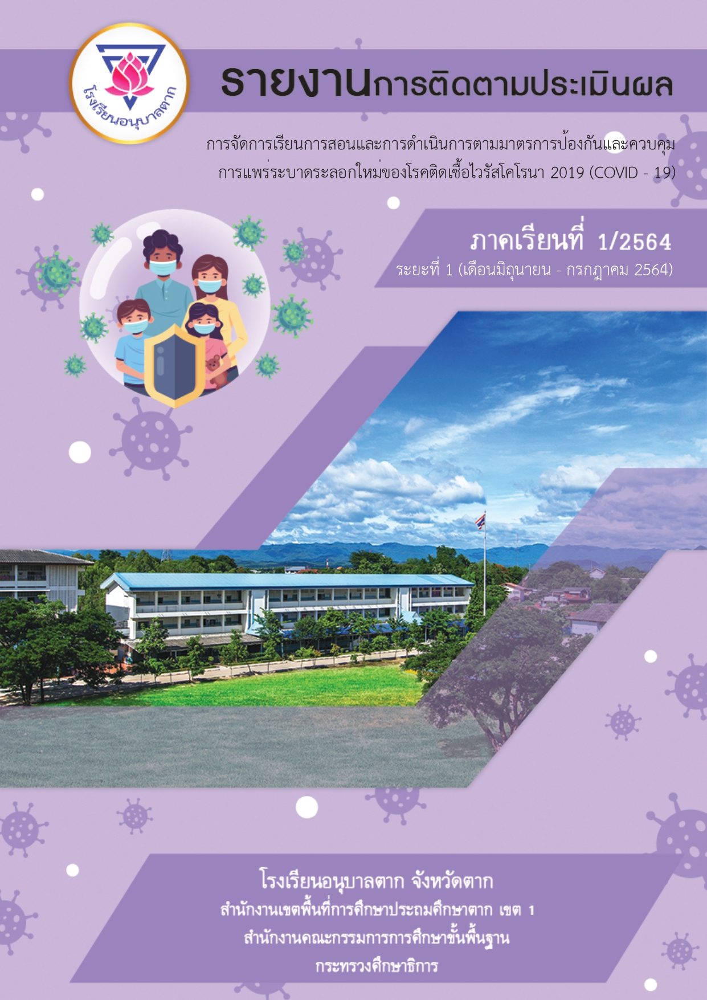 โรงเรียนอนุบาลตาก
รายงานการติดตามประเมินผล
การจัดการเรียนการสอนและการดำเนินการตามมาตรการป้องกันและควบคุม
การแพร่ระบาดระลอกใหม่ของโรคติดเชื้อไวรัสโคโรนา 2019 (COVID - 19)
ภาคเรียนที่ 1/2564
ระยะที่ 1 (เดือนมิถุนายน - กรกฎาคม 2564)
โรงเรียนอนุบาลตาก จังหวัดตาก
สำนักงานเขตพื้นที่การศึกษาประถมศึกษาตาก เขต 1
สำนักงานคณะกรรมการการศึกษาขั้นพื้นฐาน
กระทรวงศึกษาธิการ